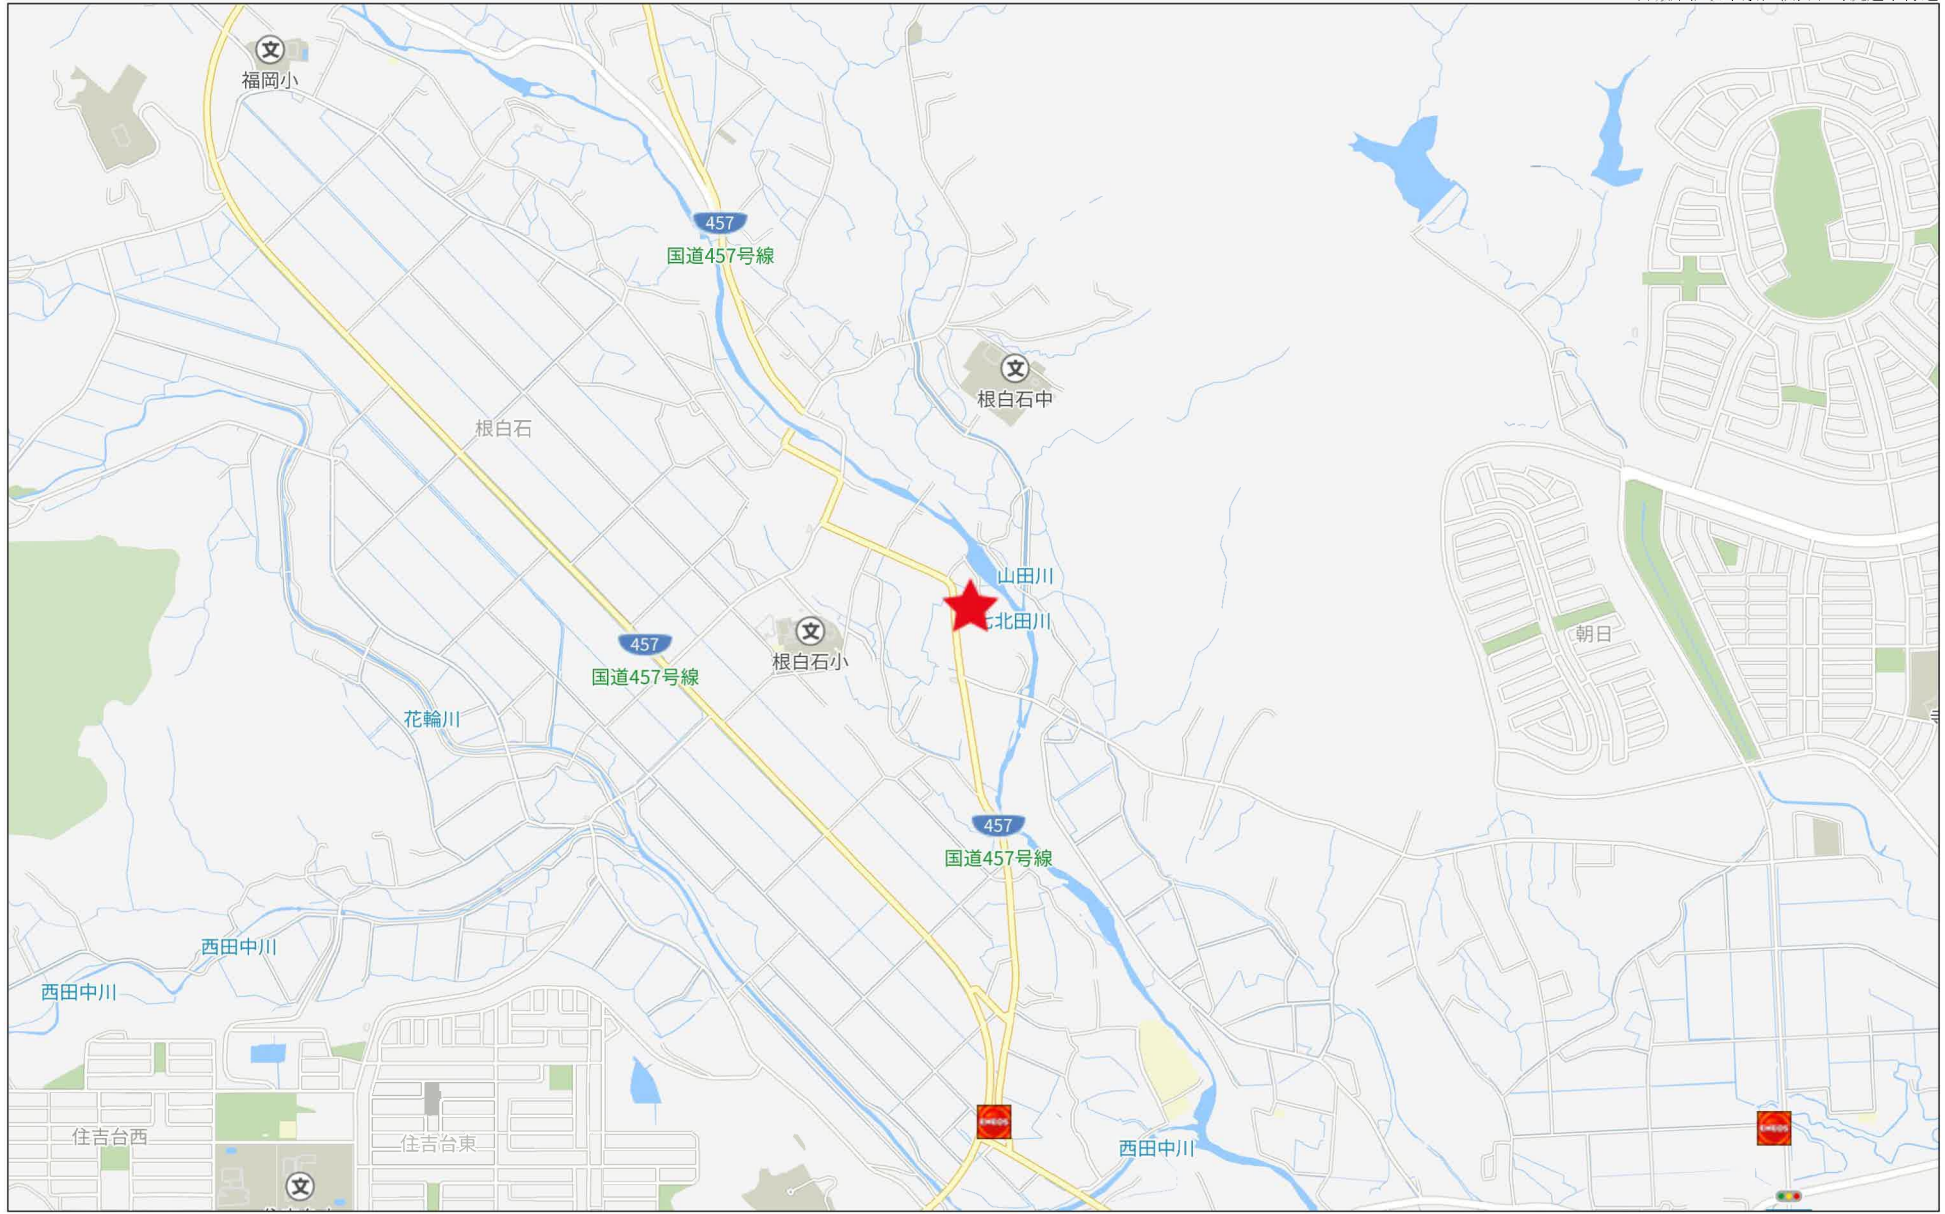 福岡小
457
国道457号線
根白石中
根白石
山田川
七北田川
朝日
457
根白石小
国道457号線
花輪川
457
国道457号線
西田中川
西田中川
ENEOS
ENEOS
住吉台西
住吉台東
西田中川